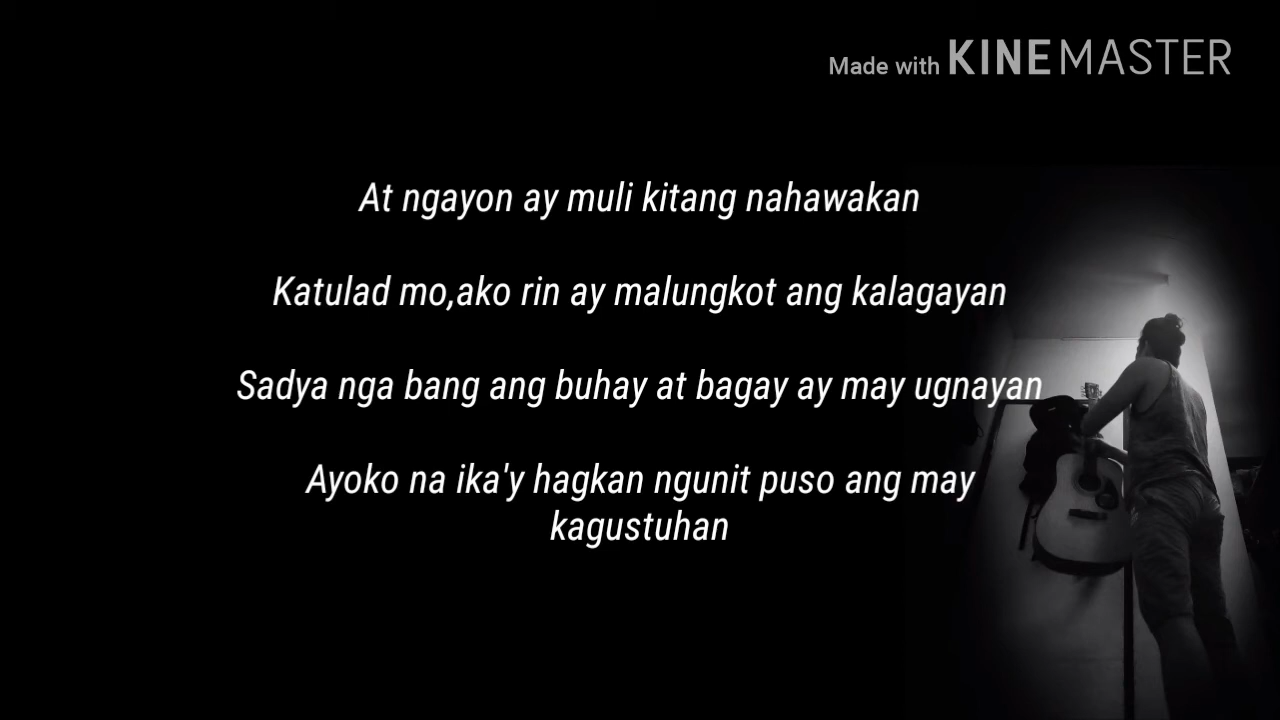 Made with KINEMASTER
At ngayon ay muli kitang nahawakan
Katulad mo,ako rin ay malungkot ang kalagayan
Sadya nga bang ang buhay at bagay ay may ugnayan
Ayoko na ika'y hagkan ngunit puso ang may
kagustuhan